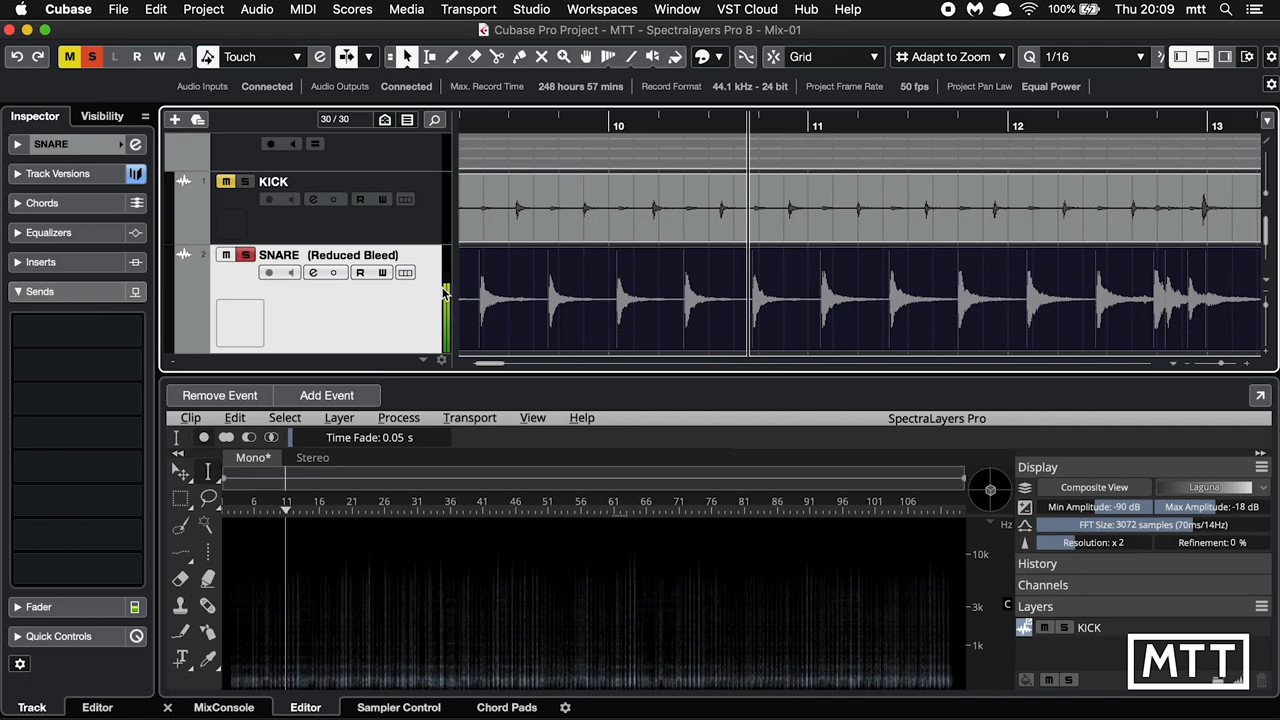 Cubase File Edit Project Audio MIDI Scores Media Transport Studio Workspaces Window VST Cloud Hub Help 100% Thu 20:09 mtt
Cubase Pro Project - MTT - Spectralayers Pro 8 - Mix-01
M S L R W A Touch Grid Adapt to Zoom Q 1/16
Audio Inputs Connected Audio Outputs Connected Max. Record Time 248 hours 57 mins Record Format 44.1 kHz - 24 bit Project Frame Rate 50 fps Project Pan Law Equal Power
Inspector Visibility 30 / 30 10 11 12 13
SNARE
Track Versions
Chords
Equalizers
Inserts
Sends
Fader
Quick Controls
1 M S KICK
R W
2 M S SNARE (Reduced Bleed)
R W
Remove Event Add Event
Clip Edit Select Layer Process Transport View Help SpectraLayers Pro
Time Fade: 0.05 s
Mono* Stereo
6 11 16 21 26 31 36 41 46 51 56 61 66 71 76 81 86 91 96 101 106
Hz
10k
3k
1k
C
Display
Composite View Laguna
Min Amplitude: -90 dB Max Amplitude: -18 dB
FFT Size: 3072 samples (70ms/14Hz)
Resolution: x 2 Refinement: 0 %
History
Channels
Layers
M S KICK
M S
MTT
Track Editor MixConsole Editor Sampler Control Chord Pads